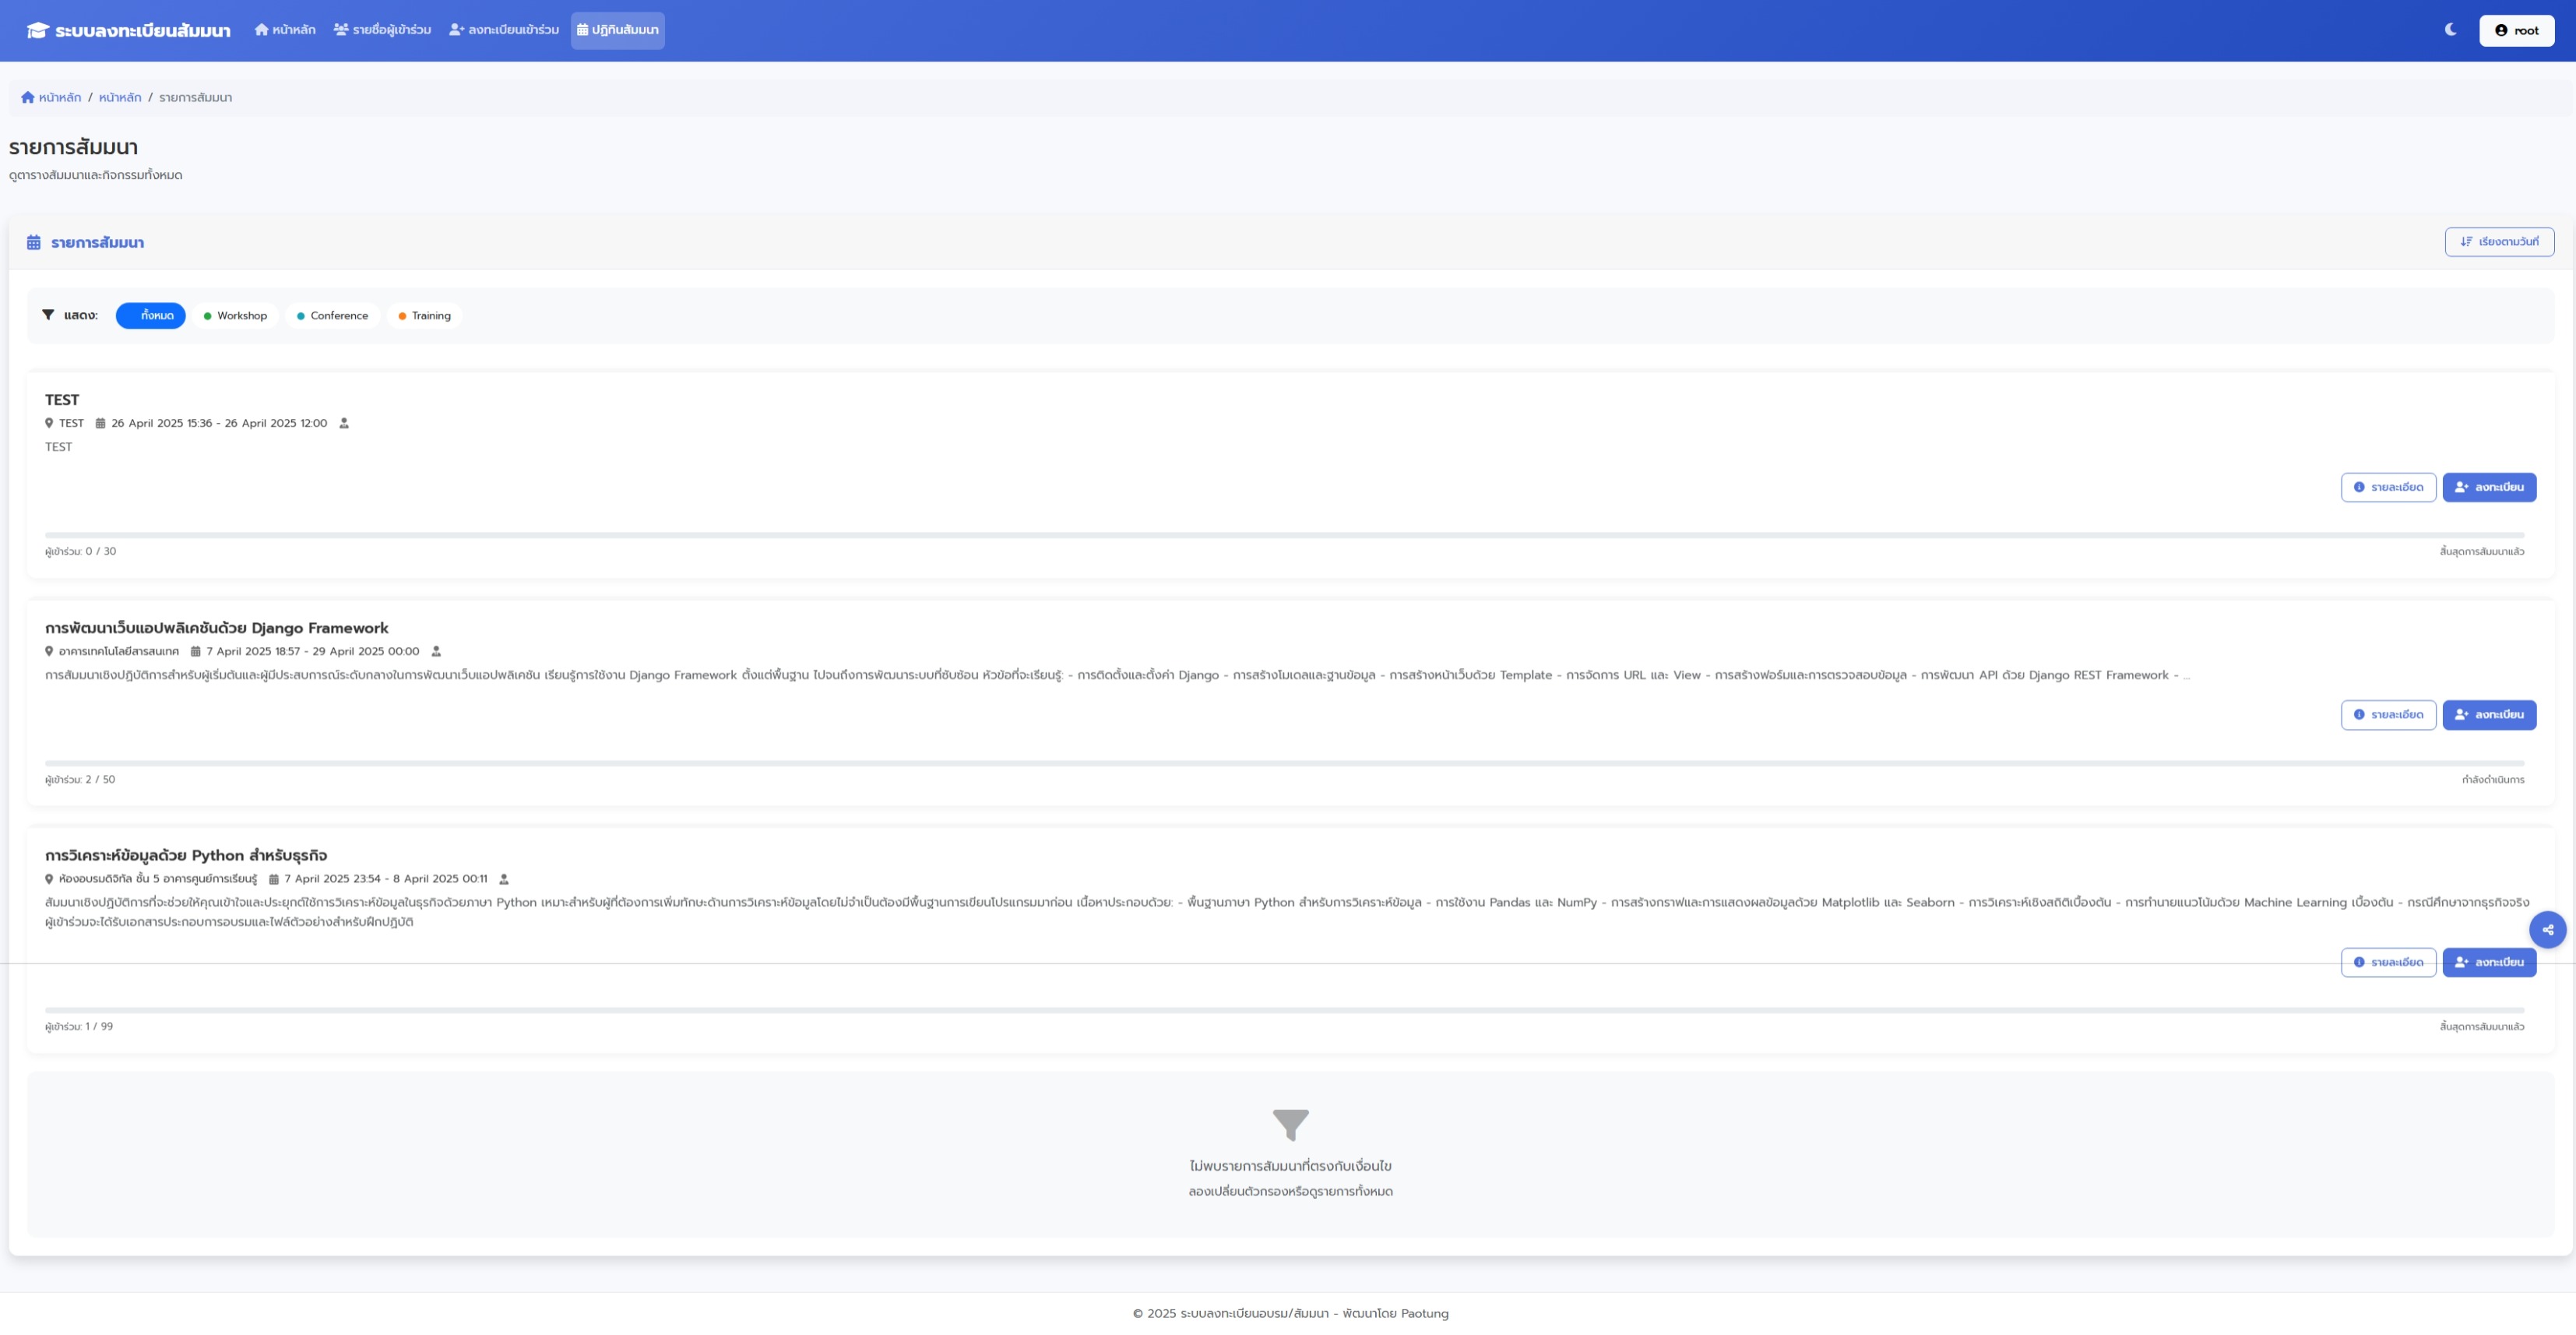 ระบบลงทะเบียนสัมมนา หน้าหลัก รายชื่อผู้เข้าร่วม ลงทะเบียนเข้าร่วม ปฏิทินสัมมนา root
หน้าหลัก / หน้าหลัก / รายการสัมมนา
รายการสัมมนา
ดูตารางสัมมนาและกิจกรรมทั้งหมด
รายการสัมมนา เรียงตามวันที่
แสดง: ทั้งหมด Workshop Conference Training
TEST
TEST 26 April 2025 15:36 - 26 April 2025 12:00
TEST
รายละเอียด ลงทะเบียน
ผู้เข้าร่วม: 0 / 30 สิ้นสุดการสัมมนาแล้ว
การพัฒนาเว็บแอปพลิเคชันด้วย Django Framework
อาคารเทคโนโลยีสารสนเทศ 7 April 2025 18:57 - 29 April 2025 00:00
การสัมมนาเชิงปฏิบัติการสำหรับผู้เริ่มต้นและผู้มีประสบการณ์ระดับกลางในการพัฒนาเว็บแอปพลิเคชัน เรียนรู้การใช้งาน Django Framework ตั้งแต่พื้นฐาน ไปจนถึงการพัฒนาระบบที่ซับซ้อน หัวข้อที่จะเรียนรู้: - การติดตั้งและตั้งค่า Django - การสร้างโมเดลและฐานข้อมูล - การสร้างหน้าเว็บด้วย Template - การจัดการ URL และ View - การสร้างฟอร์มและการตรวจสอบข้อมูล - การพัฒนา API ด้วย Django REST Framework - ...
รายละเอียด ลงทะเบียน
ผู้เข้าร่วม: 2 / 50 กำลังดำเนินการ
การวิเคราะห์ข้อมูลด้วย Python สำหรับธุรกิจ
ห้องอบรมดิจิทัล ชั้น 5 อาคารศูนย์การเรียนรู้ 7 April 2025 23:54 - 8 April 2025 00:11
สัมมนาเชิงปฏิบัติการที่จะช่วยให้คุณเข้าใจและประยุกต์ใช้การวิเคราะห์ข้อมูลในธุรกิจด้วยภาษา Python เหมาะสำหรับผู้ที่ต้องการเพิ่มทักษะด้านการวิเคราะห์ข้อมูลโดยไม่จำเป็นต้องมีพื้นฐานการเขียนโปรแกรมมาก่อน เนื้อหาประกอบด้วย: - พื้นฐานภาษา Python สำหรับการวิเคราะห์ข้อมูล - การใช้งาน Pandas และ NumPy - การสร้างกราฟและการแสดงผลข้อมูลด้วย Matplotlib และ Seaborn - การวิเคราะห์เชิงสถิติเบื้องต้น - การทำนายแนวโน้มด้วย Machine Learning เบื้องต้น - กรณีศึกษาจากธุรกิจจริง
ผู้เข้าร่วมจะได้รับเอกสารประกอบการอบรมและไฟล์ตัวอย่างสำหรับฝึกปฏิบัติ
รายละเอียด ลงทะเบียน
ผู้เข้าร่วม: 1 / 99 สิ้นสุดการสัมมนาแล้ว
ไม่พบรายการสัมมนาที่ตรงกับเงื่อนไข
ลองเปลี่ยนตัวกรองหรือดูรายการทั้งหมด
© 2025 ระบบลงทะเบียนอบรม/สัมมนา - พัฒนาโดย Paotung